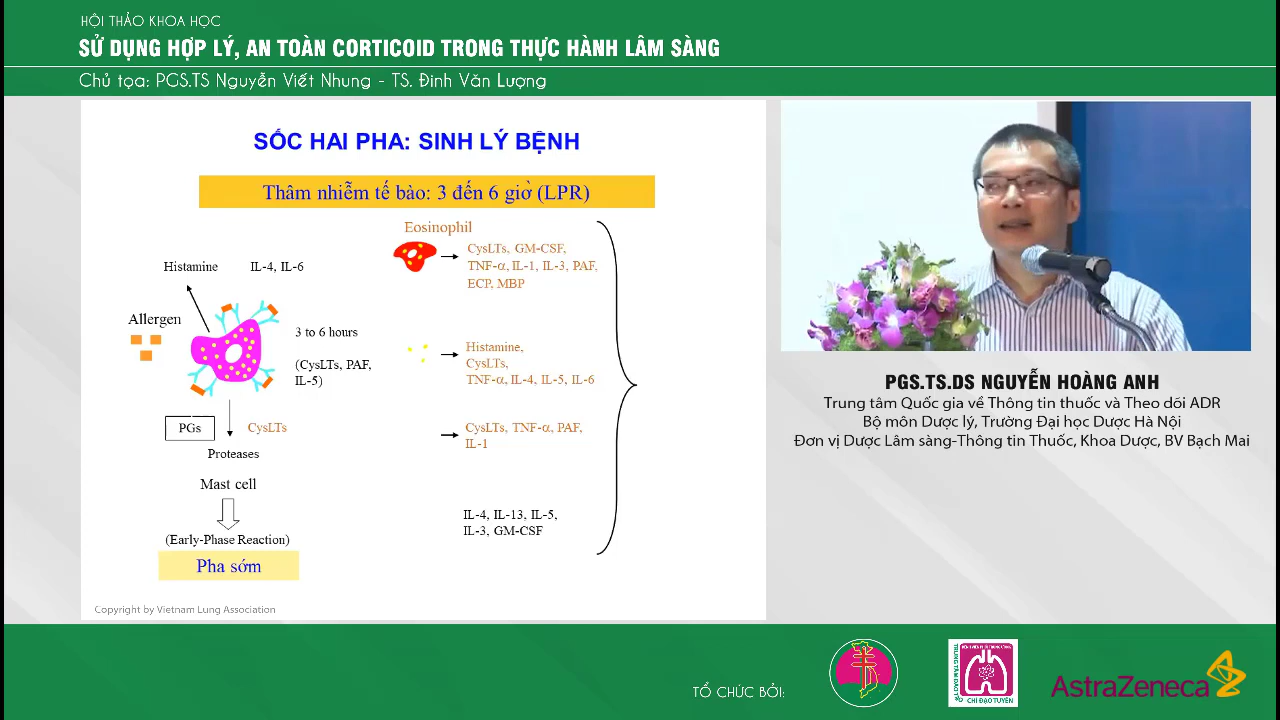 HỘI THẢO KHOA HỌC
SỬ DỤNG HỢP LÝ, AN TOÀN CORTICOID TRONG THỰC HÀNH LÂM SÀNG
Chủ tọa: PGS.TS Nguyễn Viết Nhung - TS. Đinh Văn Lượng
SỐC HAI PHA: SINH LÝ BỆNH
Thâm nhiễm tế bào: 3 đến 6 giờ (LPR)
Eosinophil
CysLTs, GM-CSF,
TNF-α, IL-1, IL-3, PAF,
ECP, MBP
Histamine
IL-4, IL-6
Allergen
3 to 6 hours
(CysLTs, PAF,
IL-5)
Histamine,
CysLTs,
TNF-α, IL-4, IL-5, IL-6
PGs
CysLTs
Proteases
CysLTs, TNF-α, PAF,
IL-1
Mast cell
IL-4, IL-13, IL-5,
IL-3, GM-CSF
(Early-Phase Reaction)
Pha sớm
Copyright by Vietnam Lung Association
PGS.TS.DS NGUYỄN HOÀNG ANH
Trung tâm Quốc gia về Thông tin thuốc và Theo dõi ADR
Bộ môn Dược lý, Trường Đại học Dược Hà Nội
Đơn vị Dược Lâm sàng-Thông tin Thuốc, Khoa Dược, BV Bạch Mai
TỔ CHỨC BỞI:
CHỈ ĐẠO TUYẾN
AstraZeneca